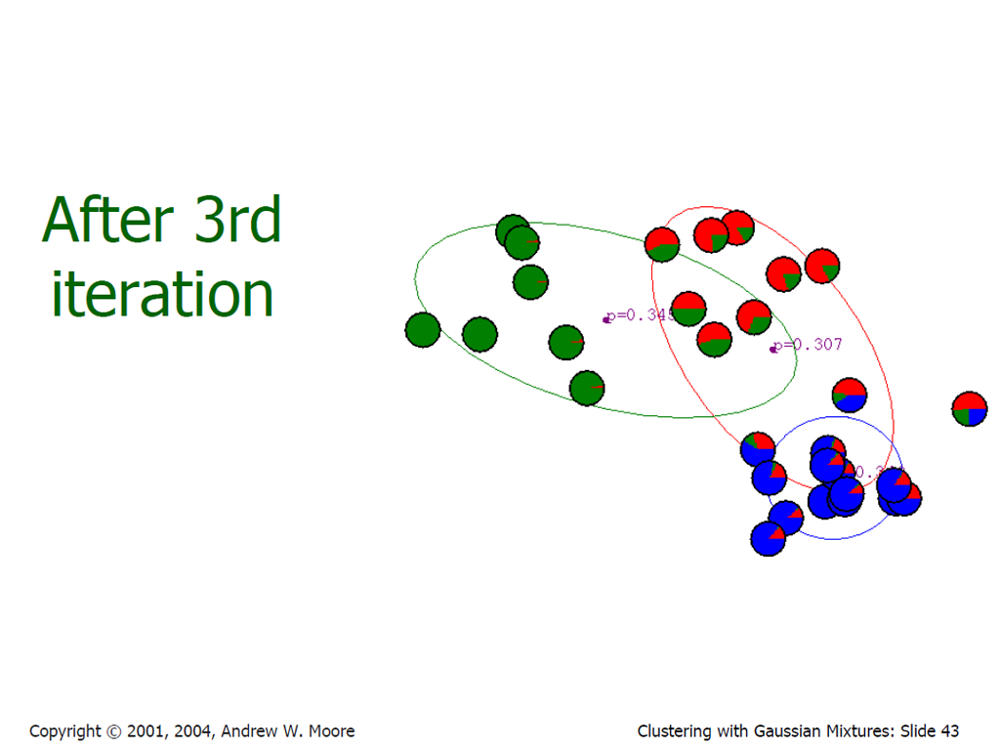 After 3rd
iteration
p=0.307
Copyright © 2001, 2004, Andrew W. Moore
Clustering with Gaussian Mixtures: Slide 43